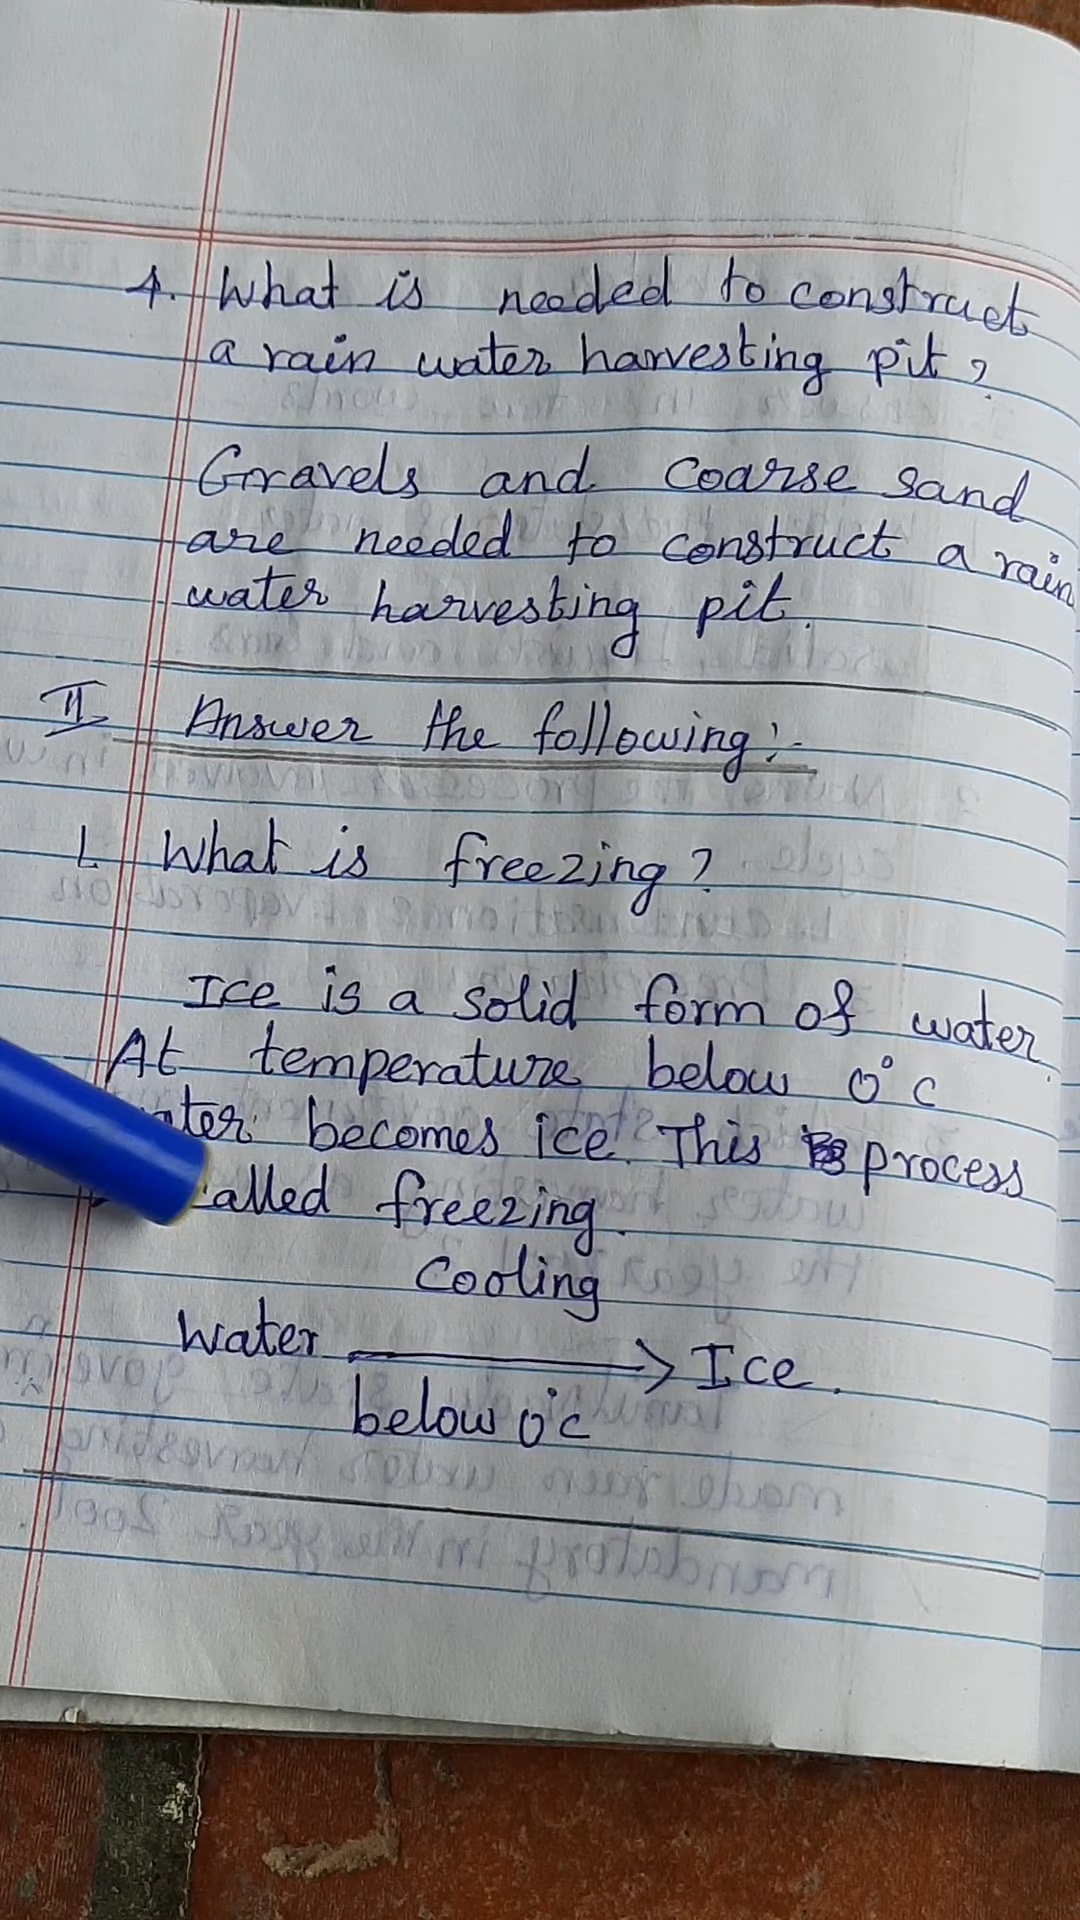 4. What is needed to construct
a rain water harvesting pit?
Gravels and coarse sand
are needed to construct a rain
water harvesting pit.
II Answer the following:-
1. What is freezing?
Ice is a solid form of water.
At temperature below 0°C
ater becomes ice. This process
alled freezing.
Cooling
Water → Ice.
below 0°C